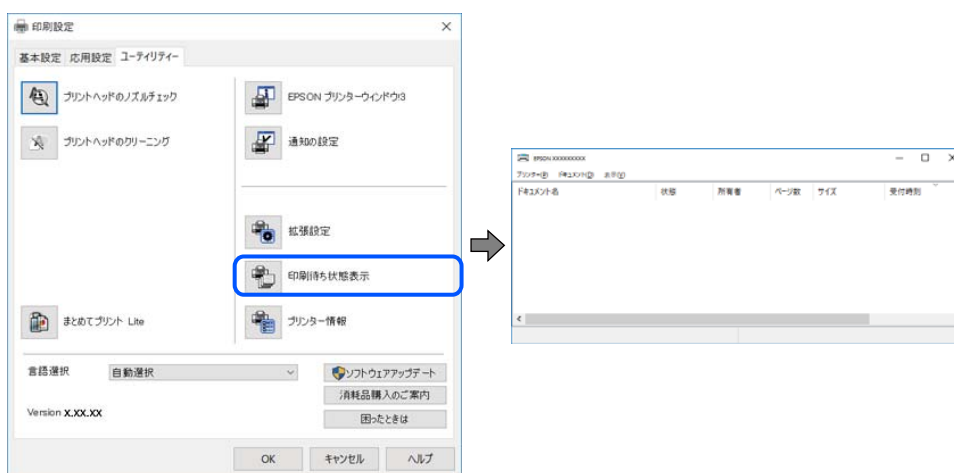 印刷設定
基本設定 応用設定 ユーティリティー
プリントヘッドのノズルチェック
プリントヘッドのクリーニング
まとめてプリント Lite
EPSON プリンターウィンドウ!3
通知の設定
拡張設定
印刷待ち状態表示
プリンター情報
言語選択 自動選択
Version X.XX.XX
ソフトウェアアップデート
消耗品購入のご案内
困ったときは
OK キャンセル ヘルプ
EPSON XXXXXXXXXX
プリンター(P) ドキュメント(D) 表示(V)
ドキュメント名 状態 所有者 ページ数 サイズ 受付時刻